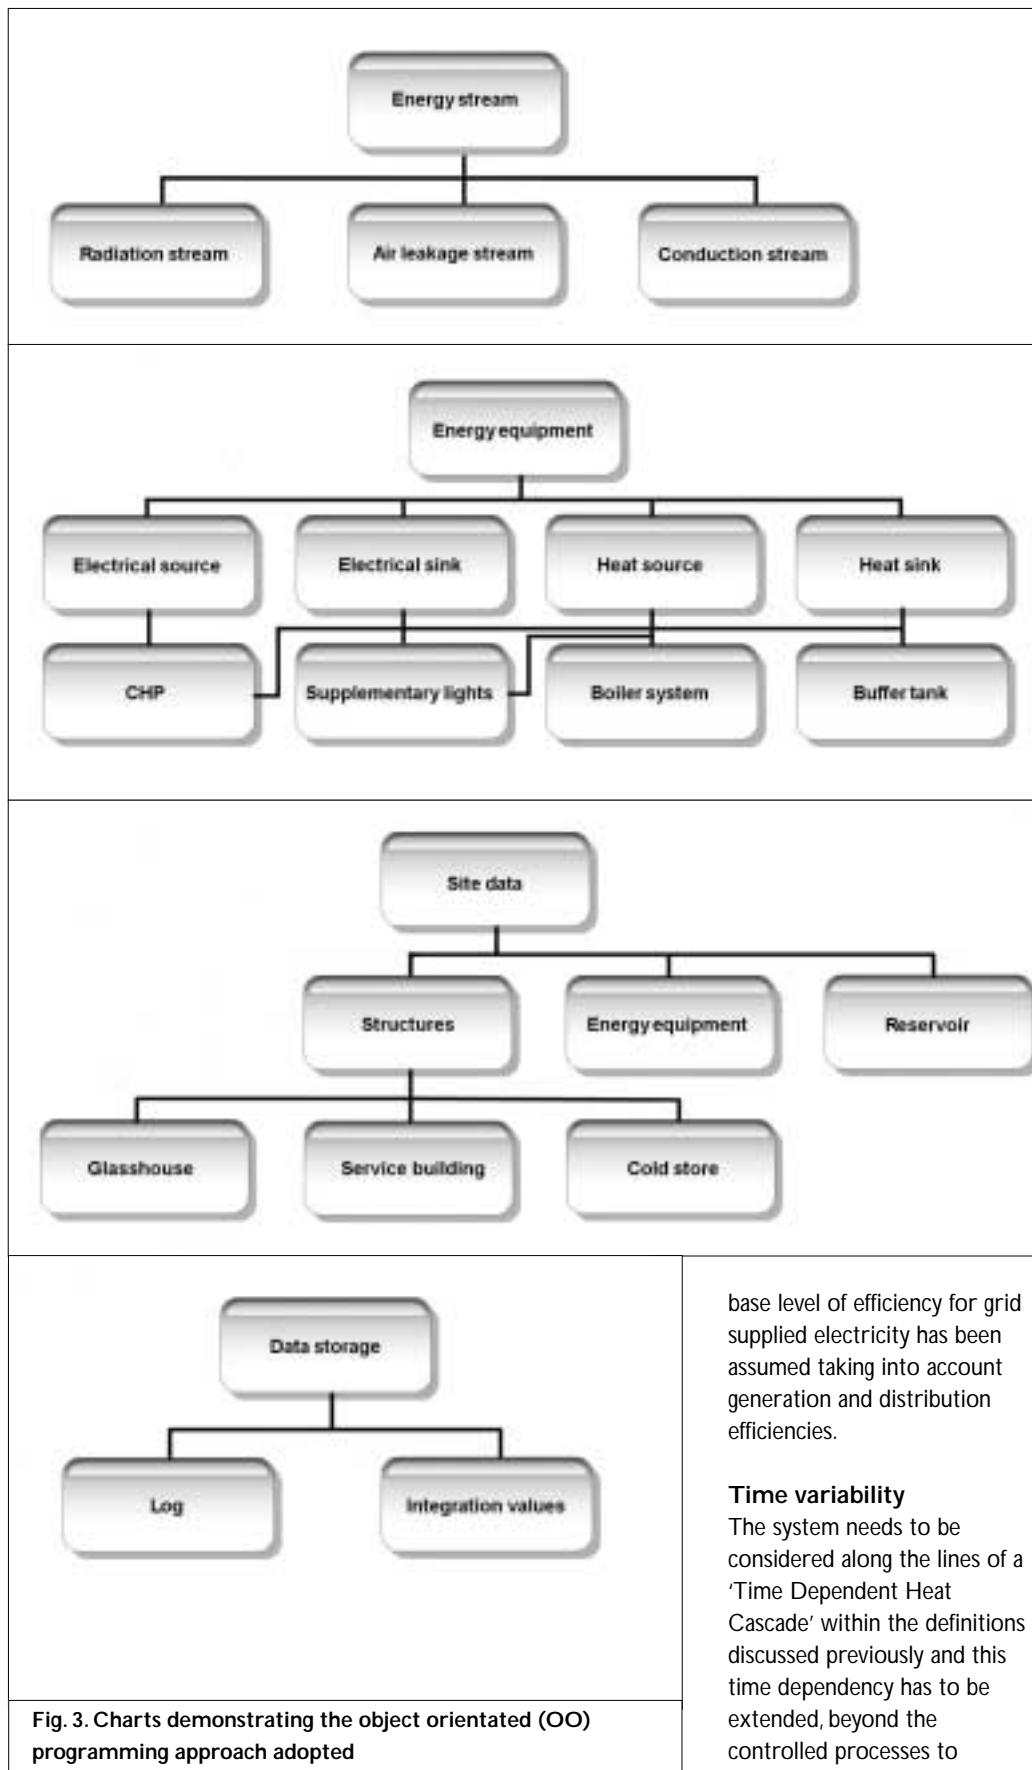 Energy stream
Radiation stream
Air leakage stream
Conduction stream
Energy equipment
Electrical source
Electrical sink
Heat source
Heat sink
CHP
Supplementary lights
Boiler system
Buffer tank
Site data
Structures
Energy equipment
Reservoir
Glasshouse
Service building
Cold store
Data storage
Log
Integration values
Fig. 3. Charts demonstrating the object orientated (OO)
programming approach adopted
base level of efficiency for grid
supplied electricity has been
assumed taking into account
generation and distribution
efficiencies.
Time variability
The system needs to be
considered along the lines of a
‘Time Dependent Heat
Cascade’ within the definitions
discussed previously and this
time dependency has to be
extended, beyond the
controlled processes to